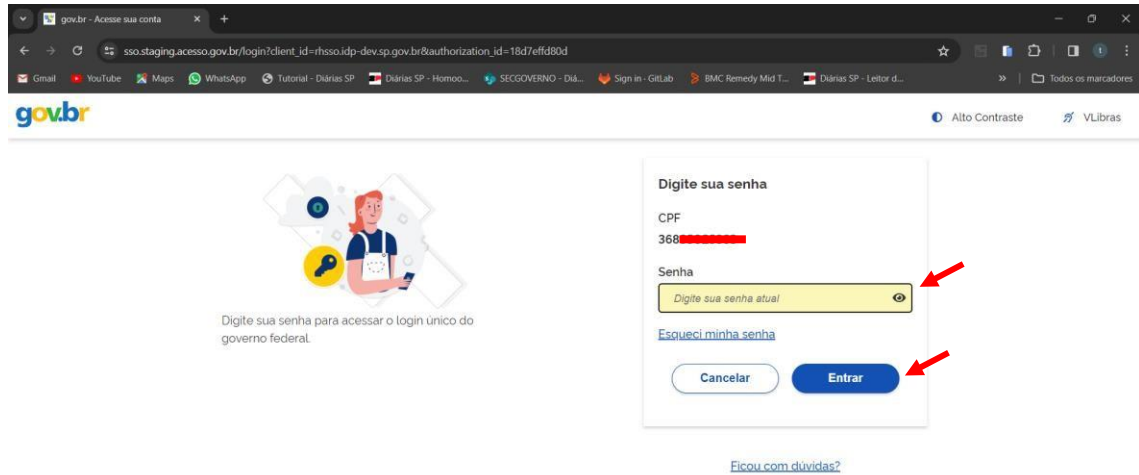 gov.br - Acesse sua conta
sso.staging.acesso.gov.br/login?client_id=rhsso.idp-dev.sp.gov.br&authorization_id=18d7effd80d
Gmail YouTube Maps WhatsApp Tutorial - Diárias SP Diárias SP - Homoo... SECGOVERNO - Diá... Sign in - GitLab BMC Remedy Mid T... Diárias SP - Leitor d... » Todos os marcadores
gov.br
Alto Contraste VLibras
Digite sua senha
CPF
368
Senha
Digite sua senha atual
Digite sua senha para acessar o login único do
governo federal.
Esqueci minha senha
Cancelar Entrar
Ficou com dúvidas?